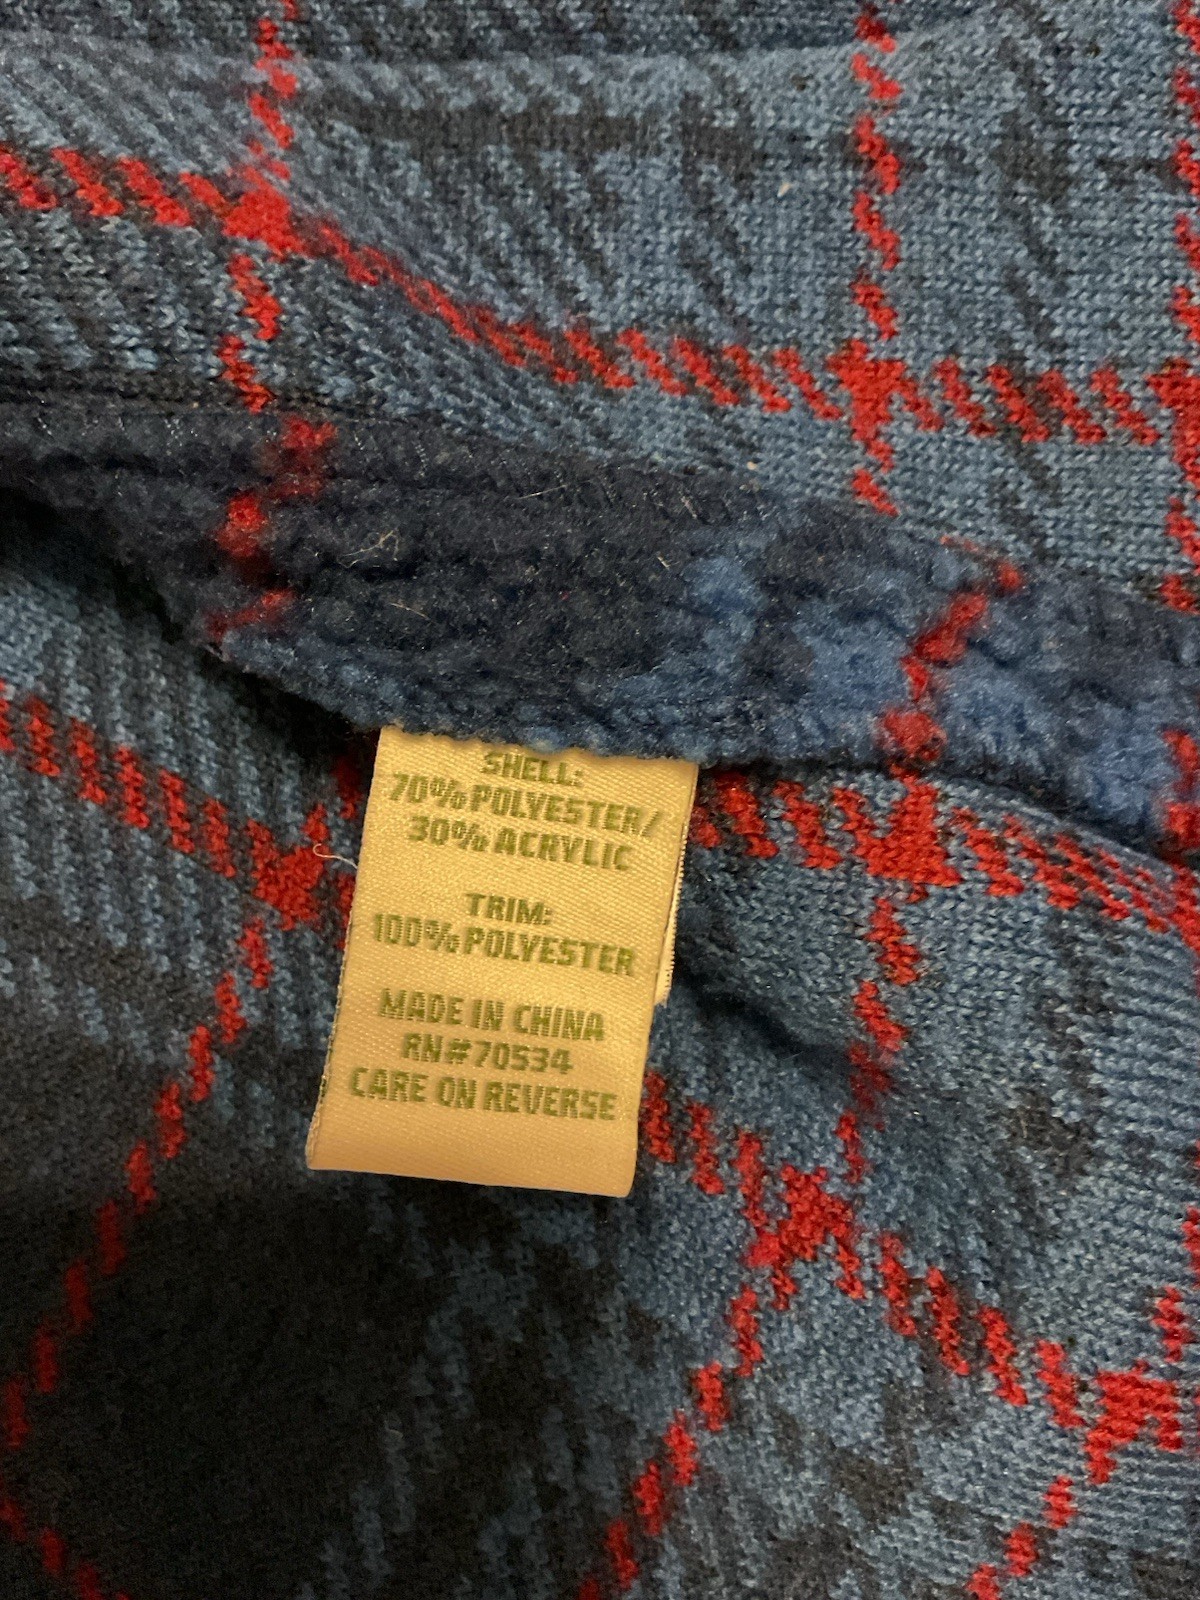 SHELL:
70% POLYESTER/
30% ACRYLIC
TRIM:
100% POLYESTER
MADE IN CHINA
RN#70534
CARE ON REVERSE